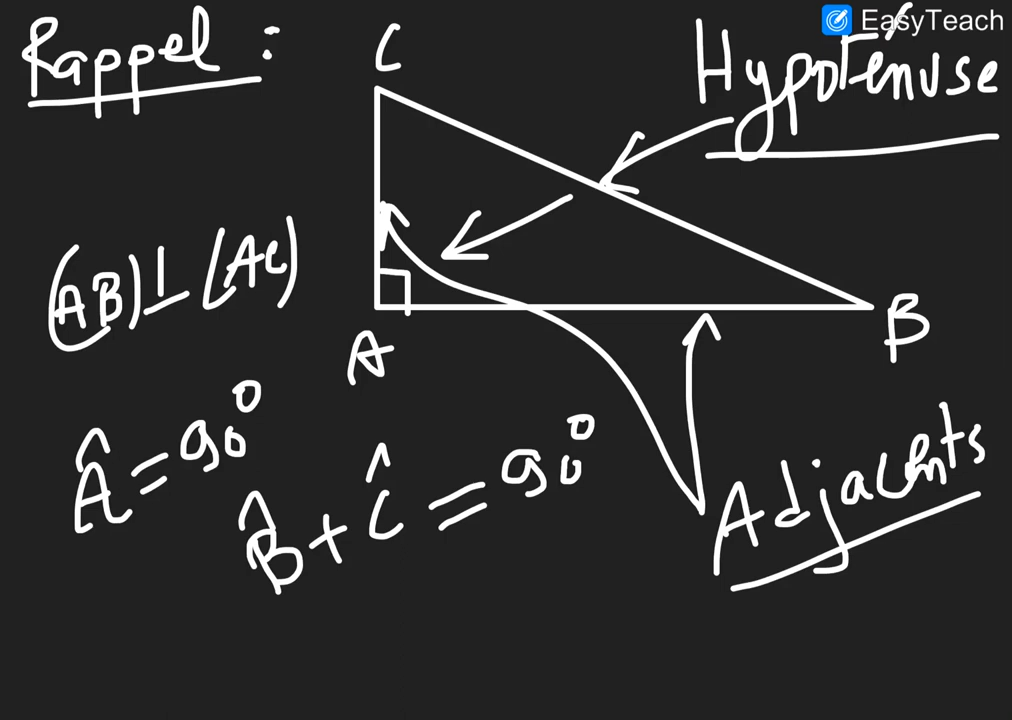 EasyTeach
Rappel :
C
Hypoténuse
(AB)⊥(AC)
A
B
Â=90°
B̂+Ĉ=90°
Adjacents